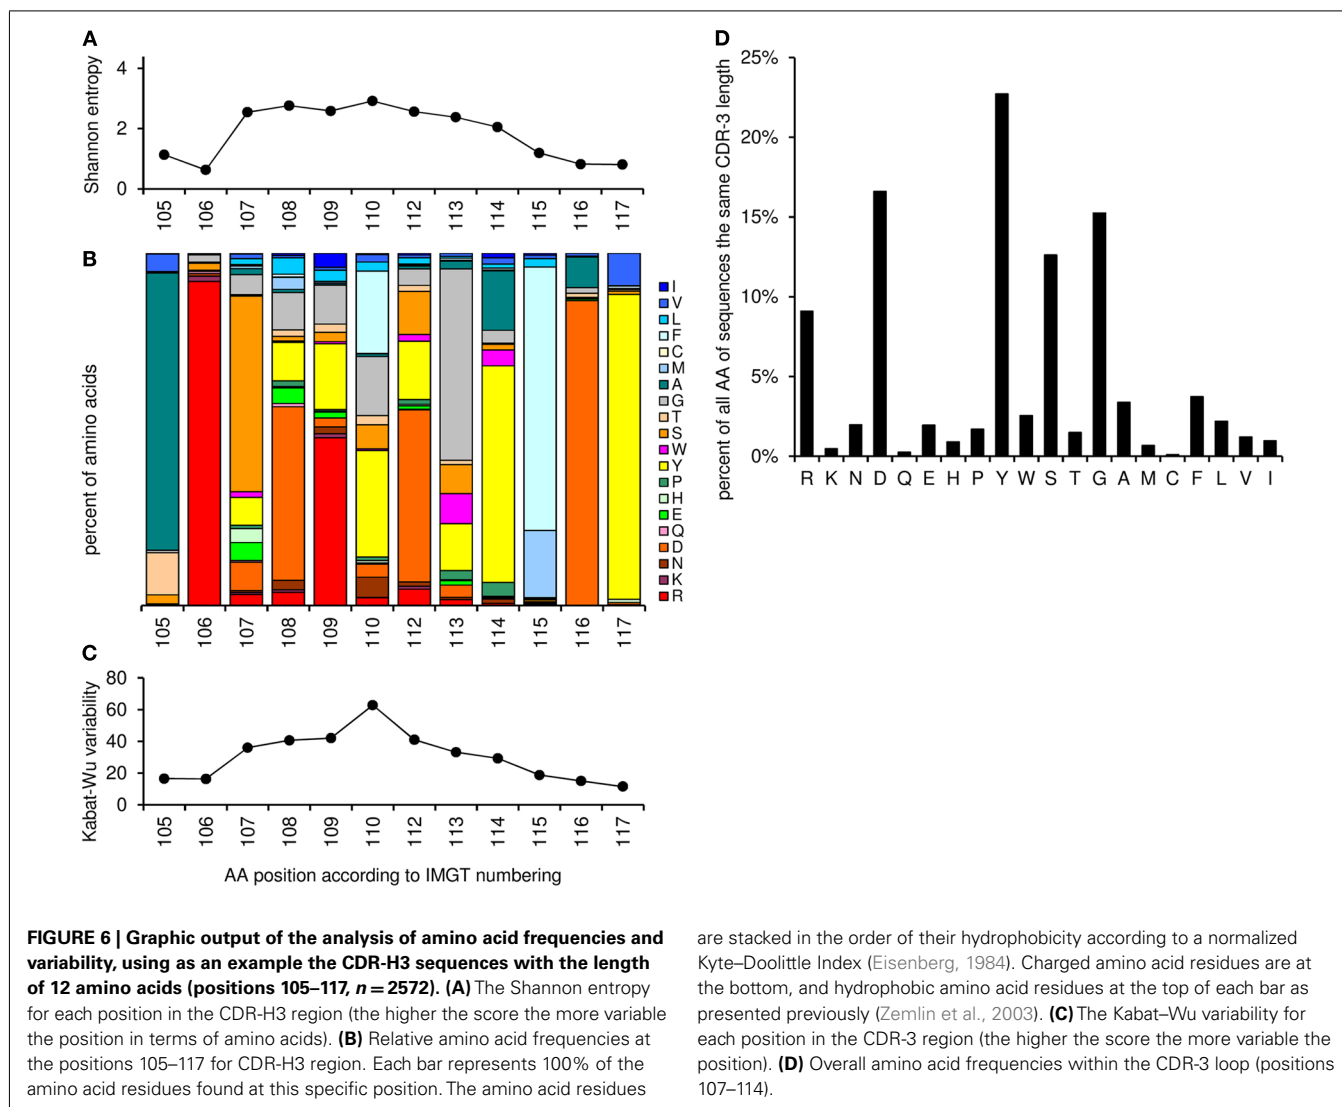 A
Shannon entropy
4
2
0
105 106 107 108 109 110 112 113 114 115 116 117
B
percent of amino acids
I
V
L
F
C
M
A
G
T
S
W
Y
P
H
E
Q
D
N
K
R
105 106 107 108 109 110 112 113 114 115 116 117
C
Kabat-Wu variability
80
60
40
20
0
105 106 107 108 109 110 112 113 114 115 116 117
AA position according to IMGT numbering
D
percent of all AA of sequences the same CDR-3 length
25%
20%
15%
10%
5%
0%
R K N D Q E H P Y W S T G A M C F L V I
FIGURE 6 | Graphic output of the analysis of amino acid frequencies and
variability, using as an example the CDR-H3 sequences with the length
of 12 amino acids (positions 105–117, n = 2572). (A) The Shannon entropy
for each position in the CDR-H3 region (the higher the score the more variable
the position in terms of amino acids). (B) Relative amino acid frequencies at
the positions 105–117 for CDR-H3 region. Each bar represents 100% of the
amino acid residues found at this specific position. The amino acid residues
are stacked in the order of their hydrophobicity according to a normalized
Kyte–Doolittle Index (Eisenberg, 1984). Charged amino acid residues are at
the bottom, and hydrophobic amino acid residues at the top of each bar as
presented previously (Zemlin et al., 2003). (C) The Kabat–Wu variability for
each position in the CDR-3 region (the higher the score the more variable the
position). (D) Overall amino acid frequencies within the CDR-3 loop (positions
107–114).